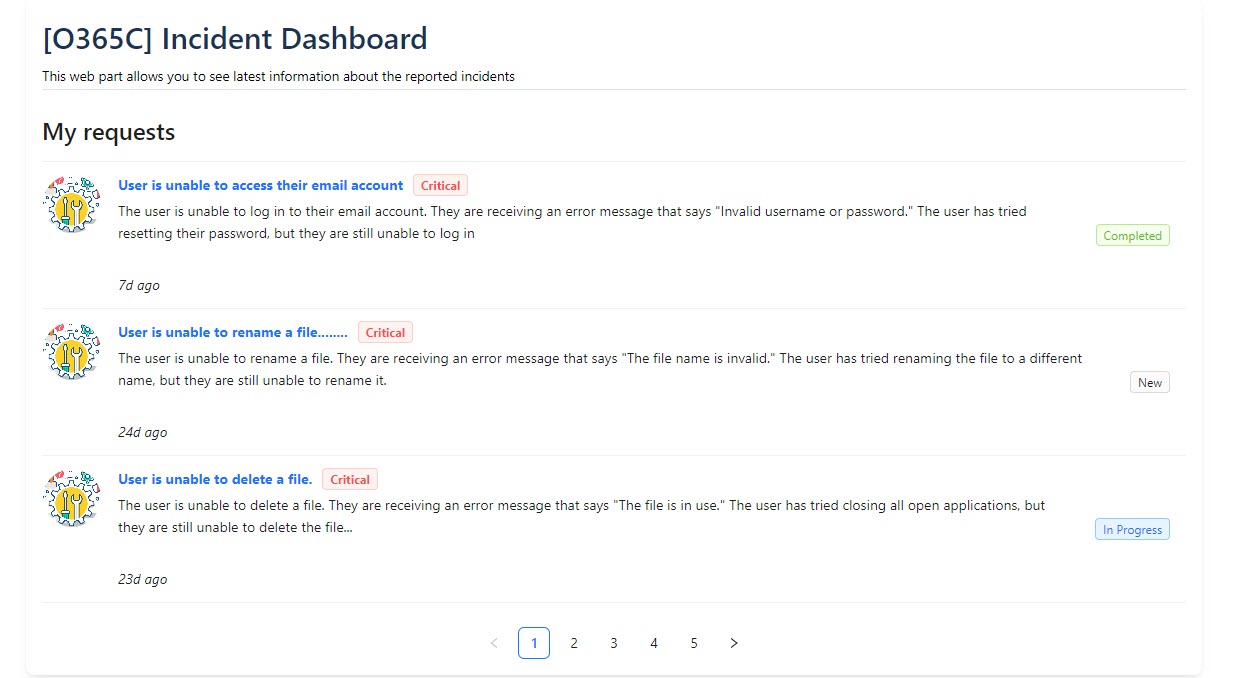 [O365C] Incident Dashboard
This web part allows you to see latest information about the reported incidents
My requests
User is unable to access their email account Critical
The user is unable to log in to their email account. They are receiving an error message that says "Invalid username or password." The user has tried
resetting their password, but they are still unable to log in
Completed
7d ago
User is unable to rename a file........ Critical
The user is unable to rename a file. They are receiving an error message that says "The file name is invalid." The user has tried renaming the file to a different
name, but they are still unable to rename it.
New
24d ago
User is unable to delete a file. Critical
The user is unable to delete a file. They are receiving an error message that says "The file is in use." The user has tried closing all open applications, but
they are still unable to delete the file...
In Progress
23d ago
< 1 2 3 4 5 >